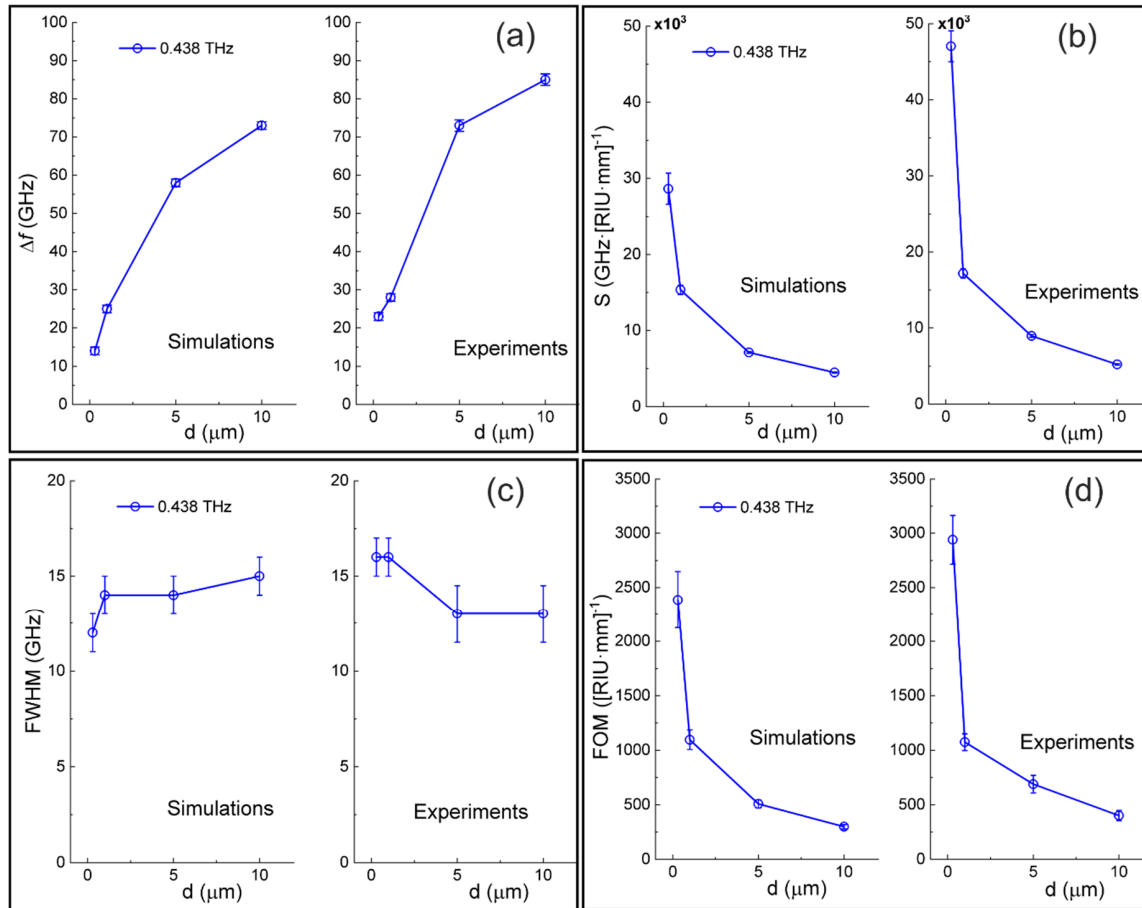 (a)
0.438 THz
Δf (GHz)
100
90
80
70
60
50
40
30
20
10
0
0
5
10
d (μm)
Simulations
100
90
80
70
60
50
40
30
20
10
0
0
5
10
d (μm)
Experiments
(b)
x10³
0.438 THz
S (GHz·[RIU·mm]⁻¹
50
40
30
20
10
0
0
5
10
d (μm)
Simulations
x10³
50
40
30
20
10
0
0
5
10
d (μm)
Experiments
(c)
0.438 THz
FWHM (GHz)
20
15
10
5
0
0
5
10
d (μm)
Simulations
20
15
10
5
0
0
5
10
d (μm)
Experiments
(d)
0.438 THz
FOM ([RIU·mm]⁻¹
3500
3000
2500
2000
1500
1000
500
0
0
5
10
d (μm)
Simulations
3500
3000
2500
2000
1500
1000
500
0
0
5
10
d (μm)
Experiments